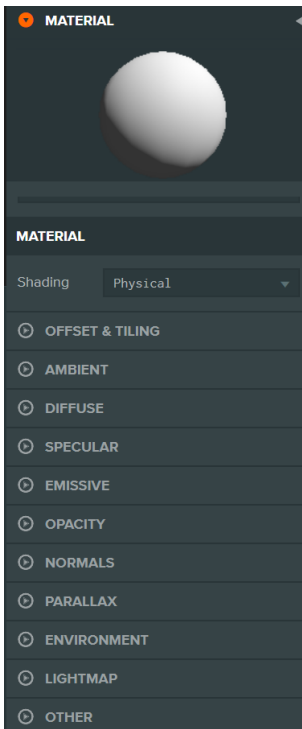 MATERIAL
MATERIAL
Shading Physical
OFFSET & TILING
AMBIENT
DIFFUSE
SPECULAR
EMISSIVE
OPACITY
NORMALS
PARALLAX
ENVIRONMENT
LIGHTMAP
OTHER